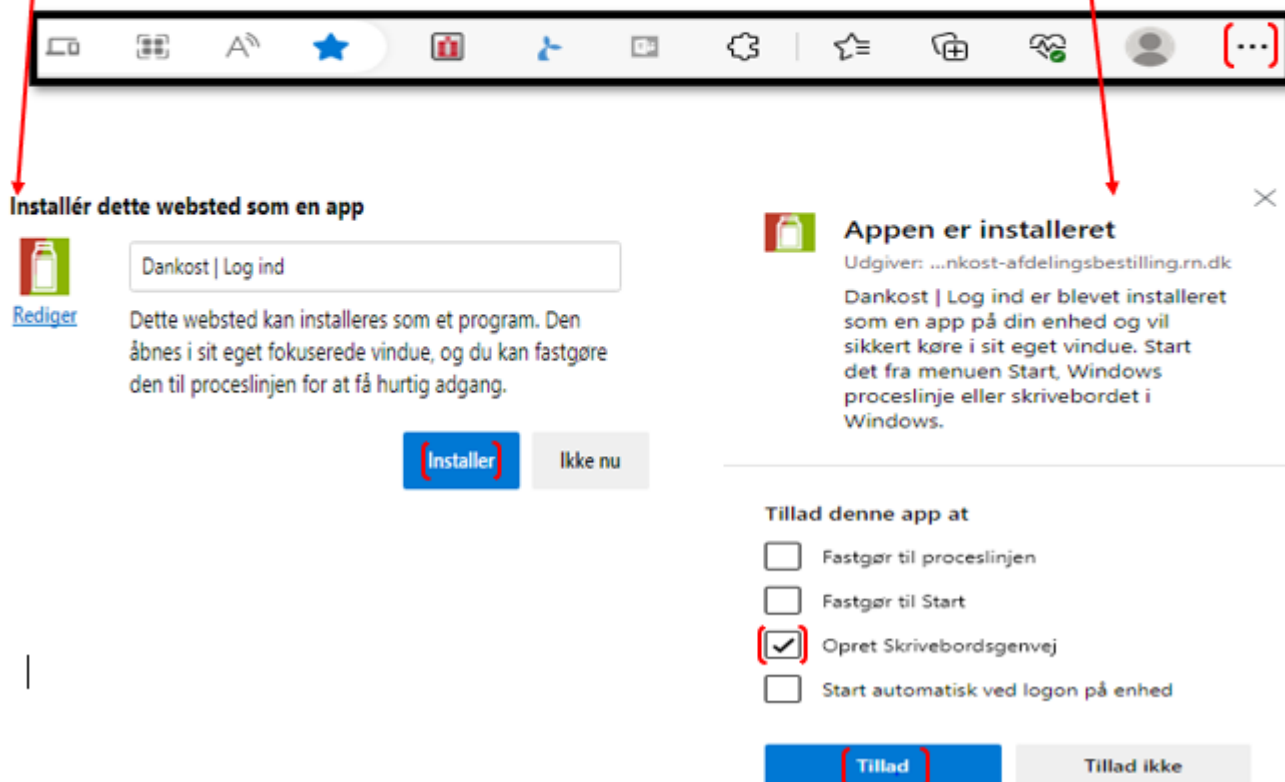 Installér dette websted som en app
Dankost | Log ind
Rediger
Dette websted kan installeres som et program. Den
åbnes i sit eget fokuserede vindue, og du kan fastgøre
den til proceslinjen for at få hurtig adgang.
Installer
Ikke nu
Appen er installeret
Udgiver: ...nkost-afdelingsbestilling.rn.dk
Dankost | Log ind er blevet installeret
som en app på din enhed og vil
sikkert køre i sit eget vindue. Start
det fra menuen Start, Windows
proceslinje eller skrivebordet i
Windows.
Tillad denne app at
Fastgør til proceslinjen
Fastgør til Start
Opret Skrivebordsgenvej
Start automatisk ved logon på enhed
Tillad
Tillad ikke